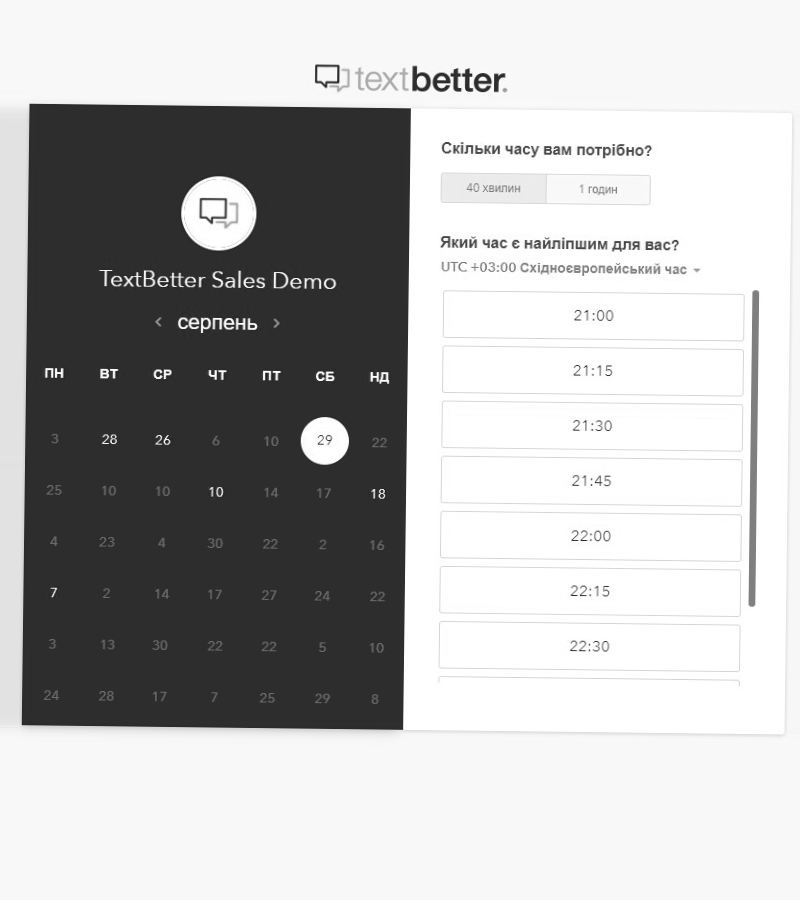 textbetter.
TextBetter Sales Demo
серпень
ПН ВТ СР ЧТ ПТ СБ НД
3 28 26 6 10 29 22
25 10 10 10 14 17 18
4 23 4 30 22 2 16
7 2 14 17 27 24 22
3 13 30 22 22 5 10
24 28 17 7 25 29 8
Скільки часу вам потрібно?
40 хвилин 1 годин
Який час є найліпшим для вас?
UTC +03:00 Східноєвропейський час
21:00
21:15
21:30
21:45
22:00
22:15
22:30